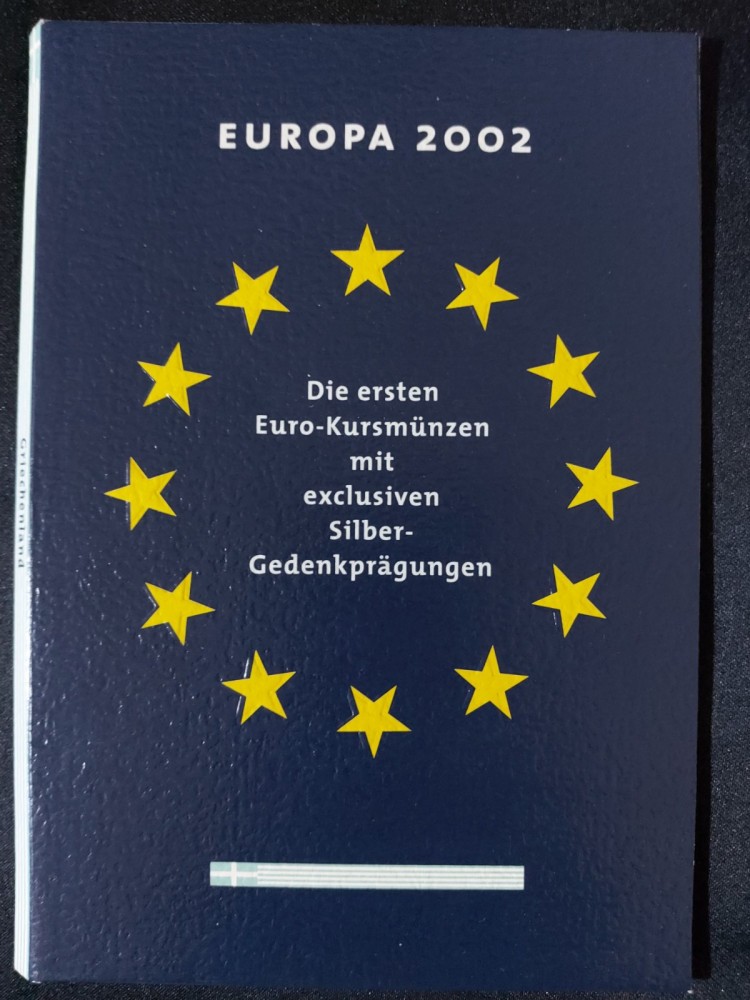 EUROPA 2002
Die ersten
Euro-Kursmünzen
mit
exclusiven
Silber-
Gedenkprägungen
Griechenland